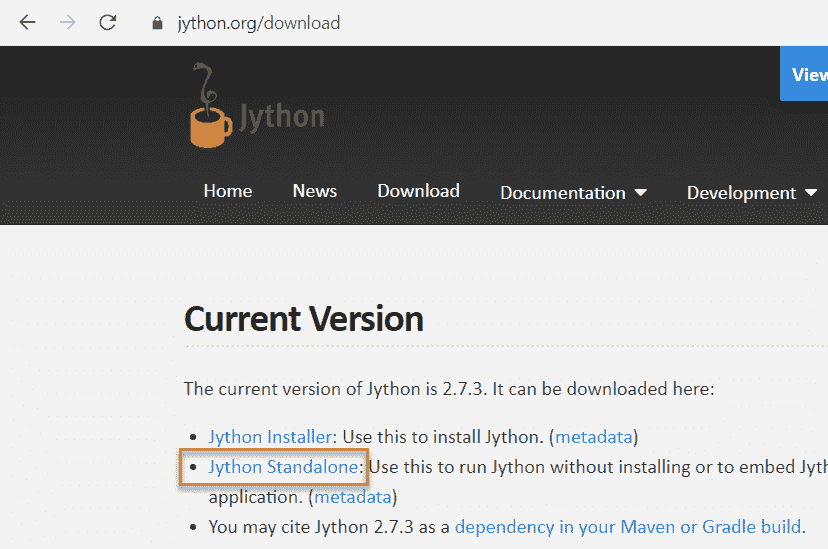 jython.org/download
View
Jython
Home News Download Documentation Development
Current Version
The current version of Jython is 2.7.3. It can be downloaded here:
Jython Installer: Use this to install Jython. (metadata)
Jython Standalone: Use this to run Jython without installing or to embed Jyth
application. (metadata)
You may cite Jython 2.7.3 as a dependency in your Maven or Gradle build.